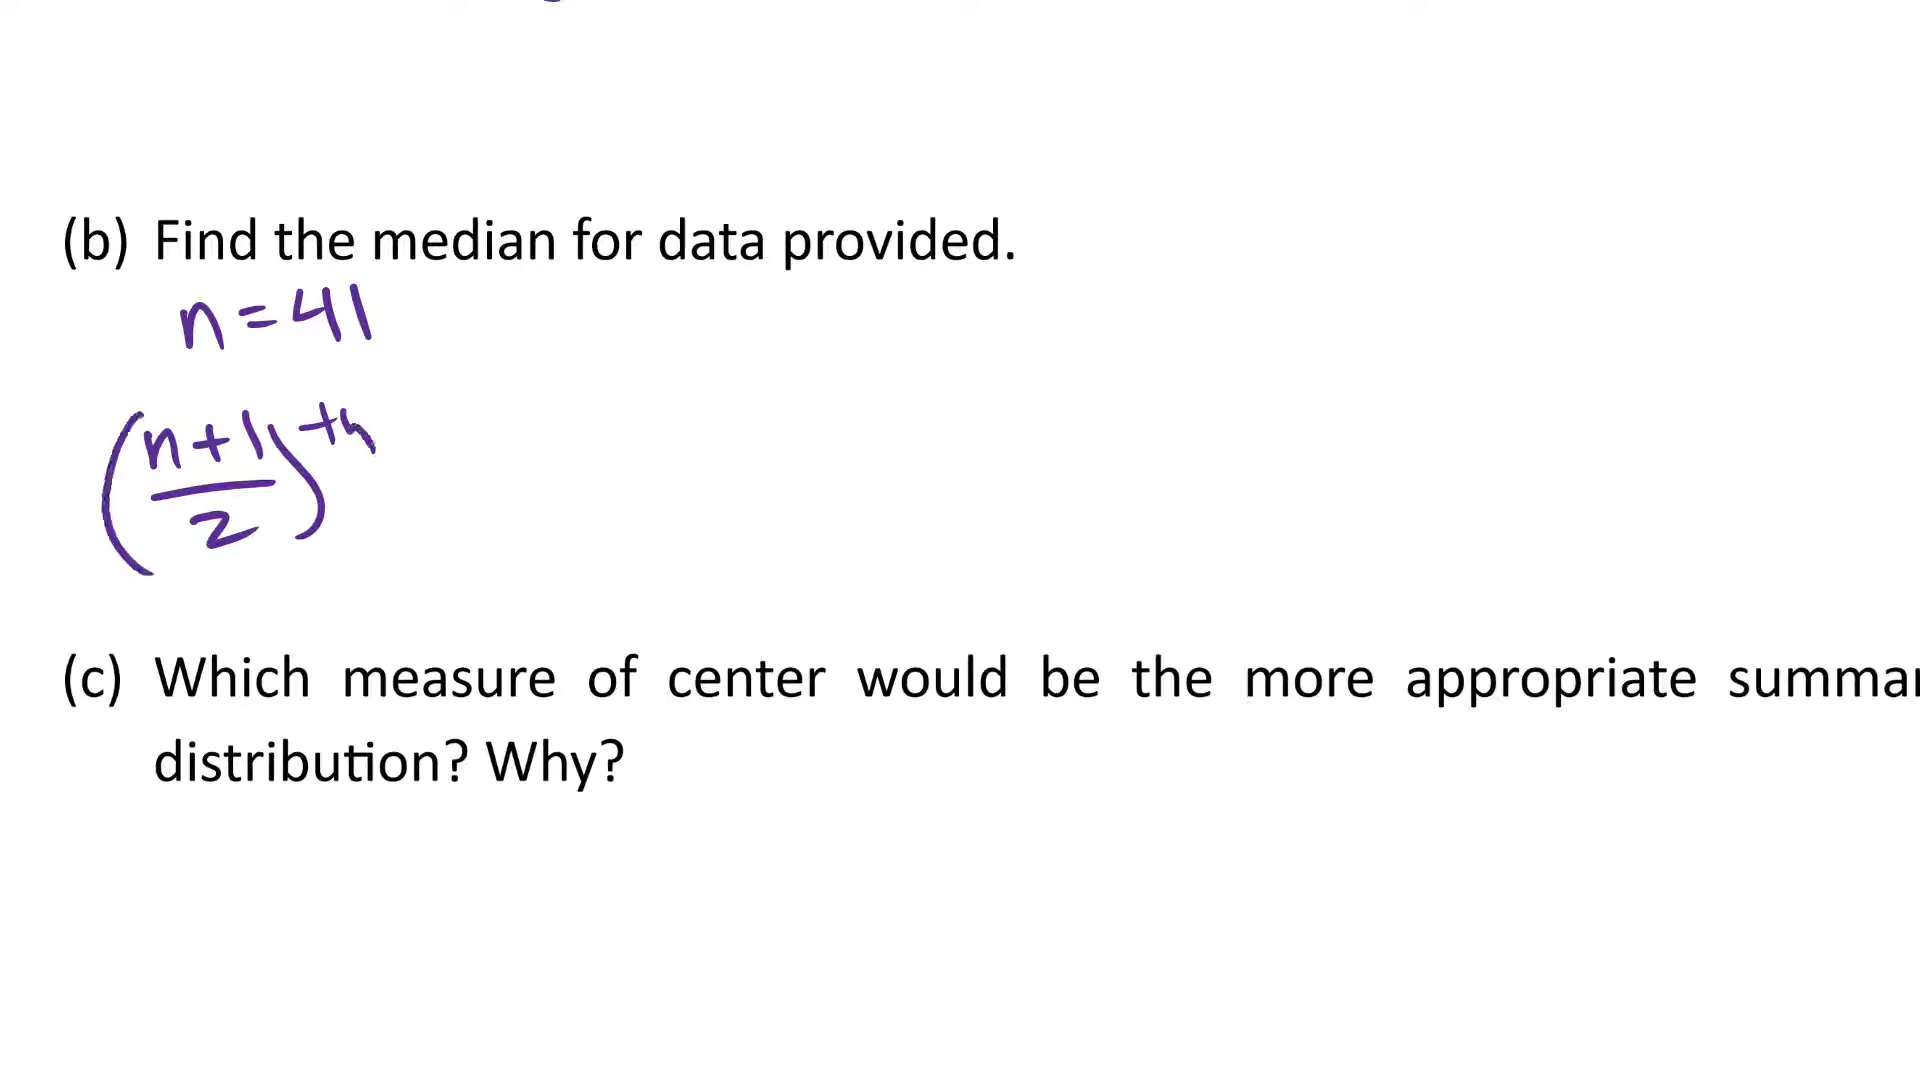 (b) Find the median for data provided.
n = 41
(n+1/2)th
(c) Which measure of center would be the more appropriate
distribution? Why?